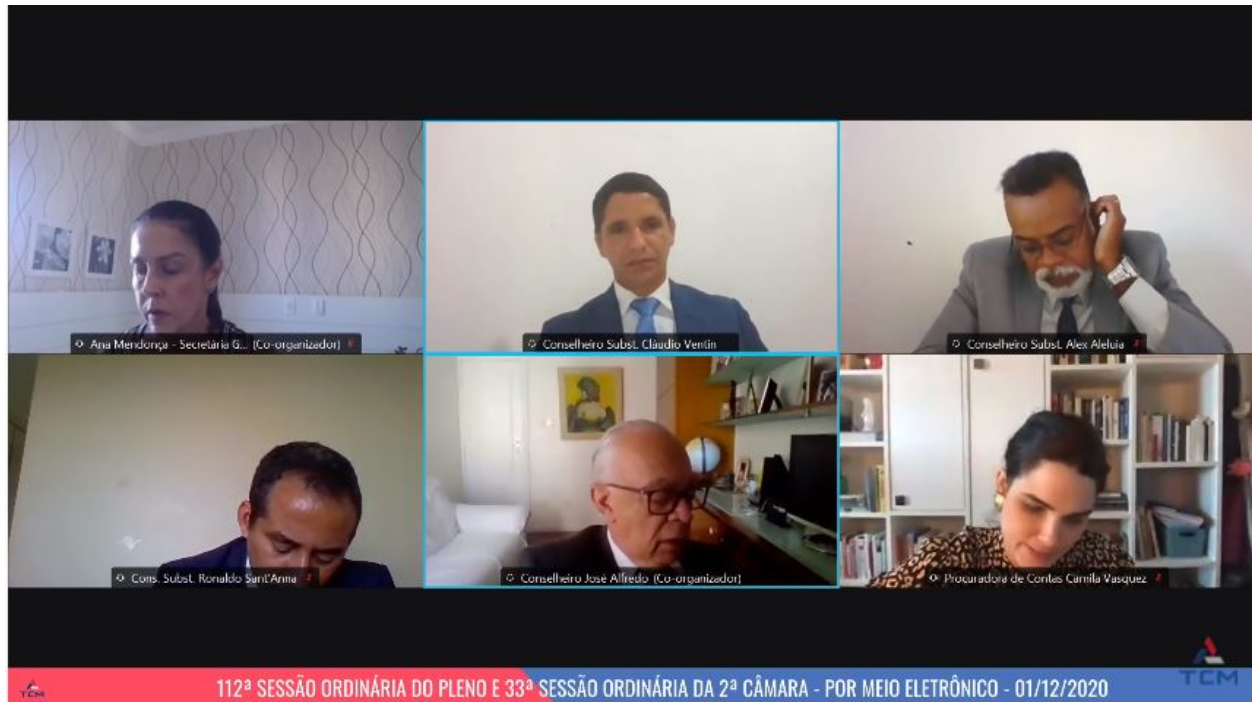 Ana Mendonça - Secretária G... (Co-organizador)
Conselheiro Subst. Cláudio Ventin
Conselheiro Subst. Alex Aleluia
Cons. Subst. Ronaldo Sant'Anna
Conselheiro José Alfredo (Co-organizador)
Procuradora de Contas Camila Vasquez
TCM
112ª SESSÃO ORDINÁRIA DO PLENO E 33ª SESSÃO ORDINÁRIA DA 2ª CÂMARA - POR MEIO ELETRÔNICO - 01/12/2020
TCM